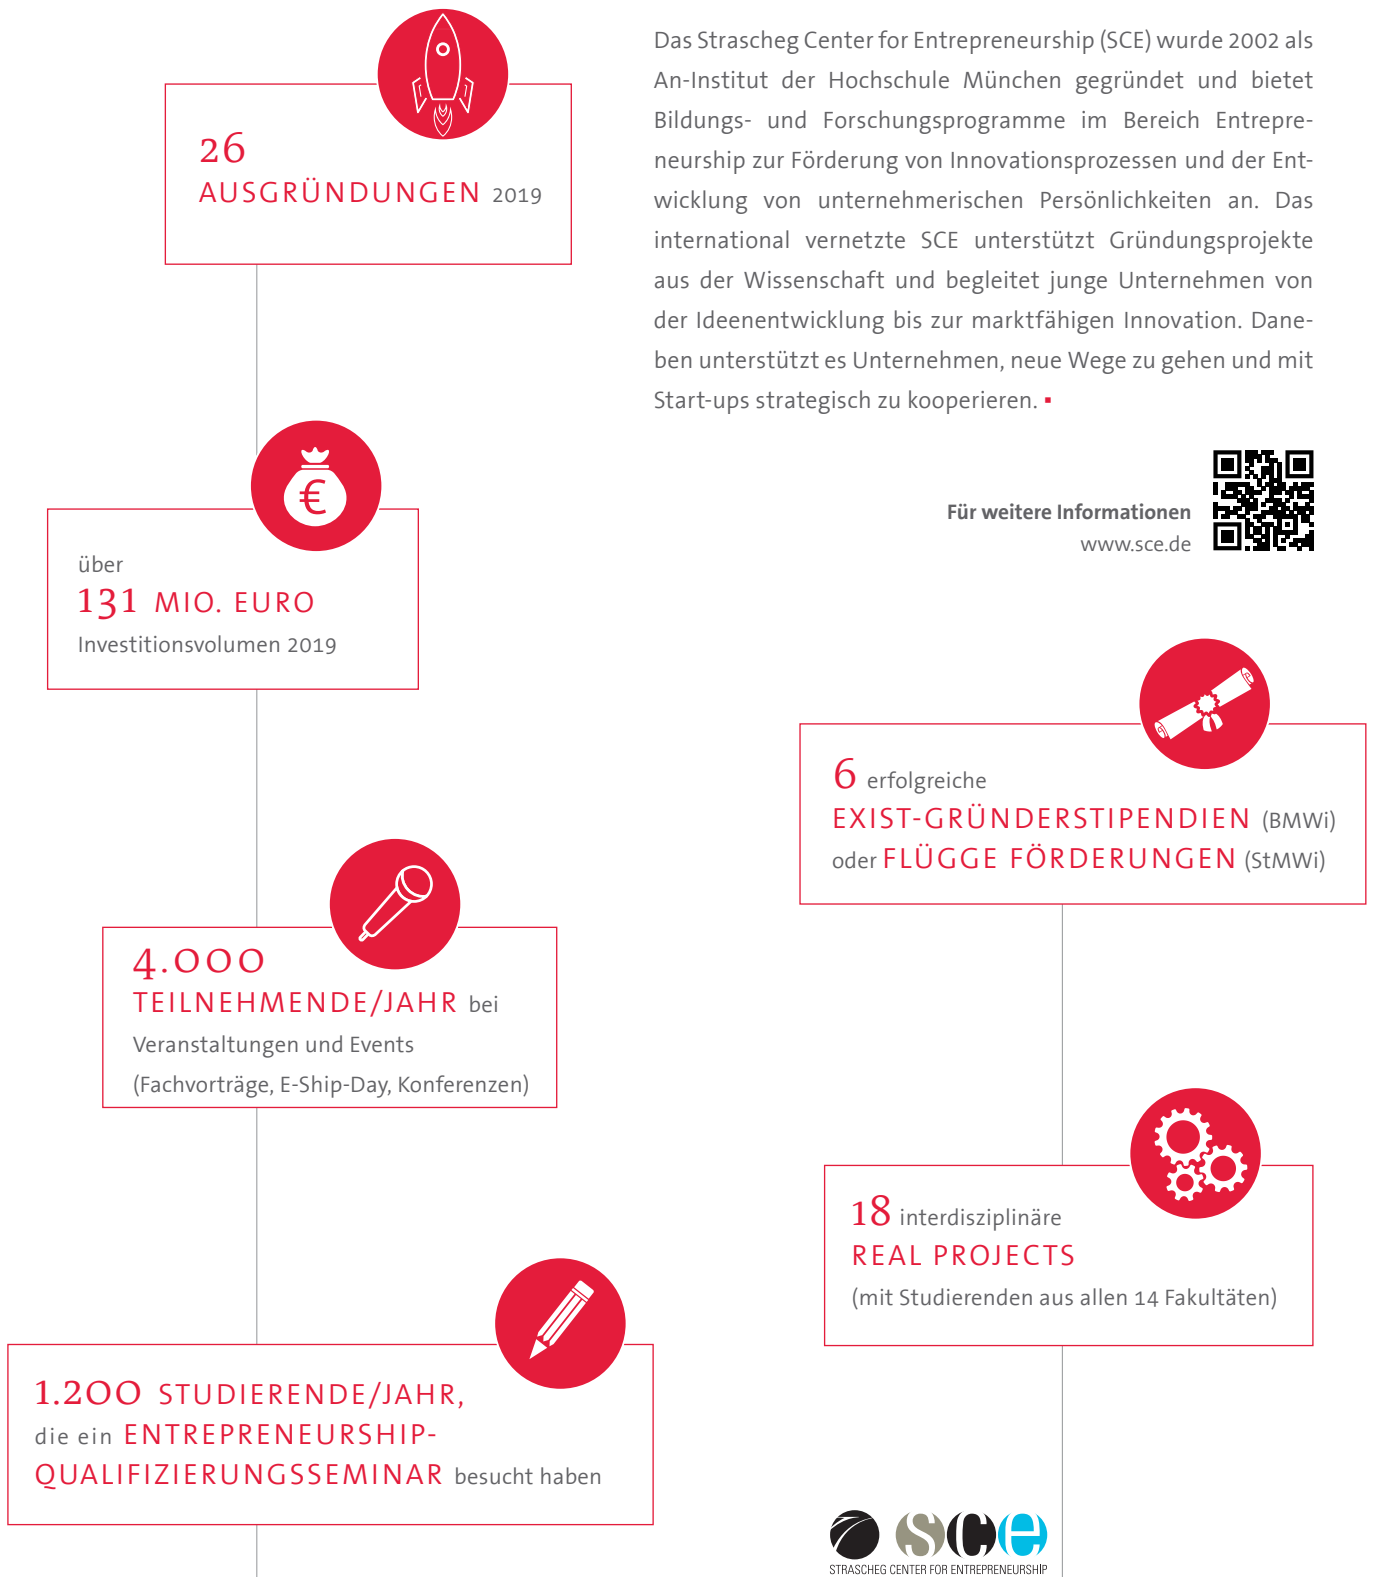 26
AUSGRÜNDUNGEN 2019
Das Strascheg Center for Entrepreneurship (SCE) wurde 2002 als
An-Institut der Hochschule München gegründet und bietet
Bildungs- und Forschungsprogramme im Bereich Entrepre-
neurship zur Förderung von Innovationsprozessen und der Ent-
wicklung von unternehmerischen Persönlichkeiten an. Das
international vernetzte SCE unterstützt Gründungsprojekte
aus der Wissenschaft und begleitet junge Unternehmen von
der Ideenentwicklung bis zur marktfähigen Innovation. Dane-
ben unterstützt es Unternehmen, neue Wege zu gehen und mit
Start-ups strategisch zu kooperieren. ▪
Für weitere Informationen
www.sce.de
€
über
131 MIO. EURO
Investitionsvolumen 2019
6 erfolgreiche
EXIST-GRÜNDERSTIPENDIEN (BMWi)
oder FLÜGGE FÖRDERUNGEN (StMWi)
4.000
TEILNEHMENDE/JAHR bei
Veranstaltungen und Events
(Fachvorträge, E-Ship-Day, Konferenzen)
18 interdisziplinäre
REAL PROJECTS
(mit Studierenden aus allen 14 Fakultäten)
1.200 STUDIERENDE/JAHR,
die ein ENTREPRENEURSHIP-
QUALIFIZIERUNGSSEMINAR besucht haben
sce
STRASCHEG CENTER FOR ENTREPRENEURSHIP